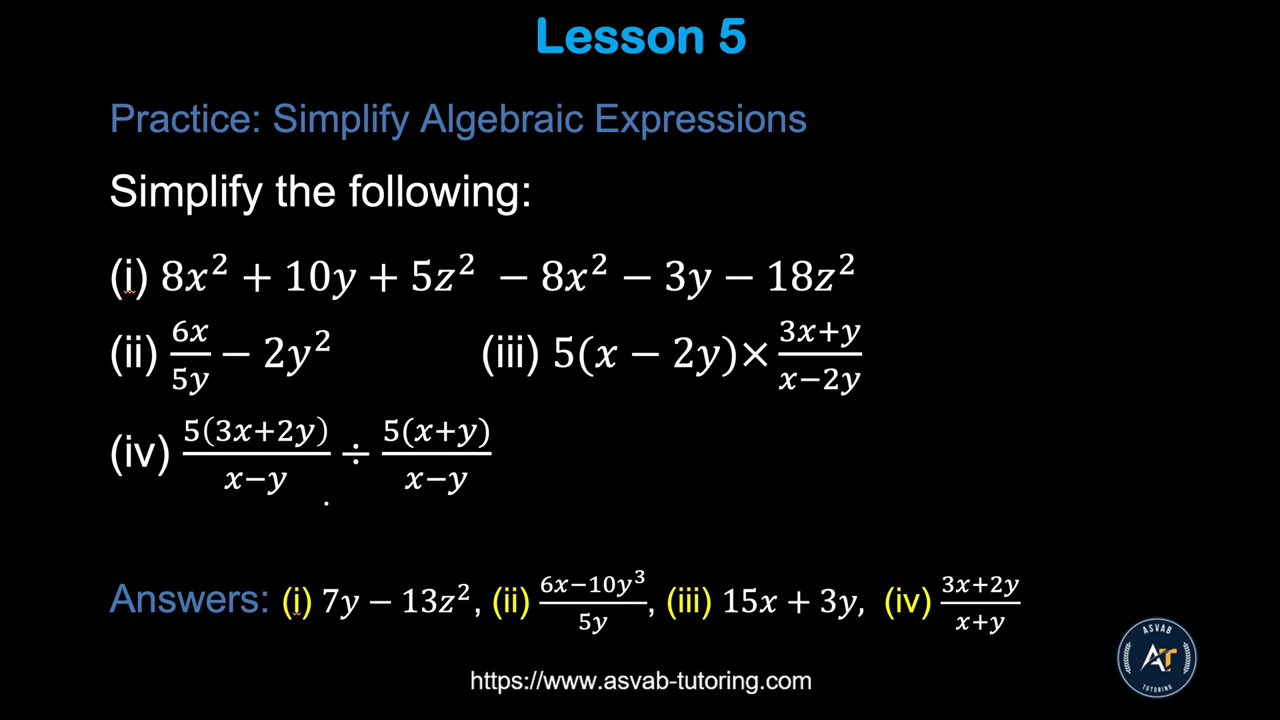 Lesson 5
Practice: Simplify Algebraic Expressions
Simplify the following:
(i) 8x² + 10y + 5z² − 8x² − 3y − 18z²
(ii) 6x/5y − 2y² (iii) 5(x − 2y)× 3x+y/x−2y
(iv) 5(3x+2y)/x−y ÷ 5(x+y)/x−y
Answers: (i) 7y − 13z², (ii) 6x−10y³/5y, (iii) 15x + 3y, (iv) 3x+2y/x+y
ASVAB
AT
TUTORING
https://www.asvab-tutoring.com